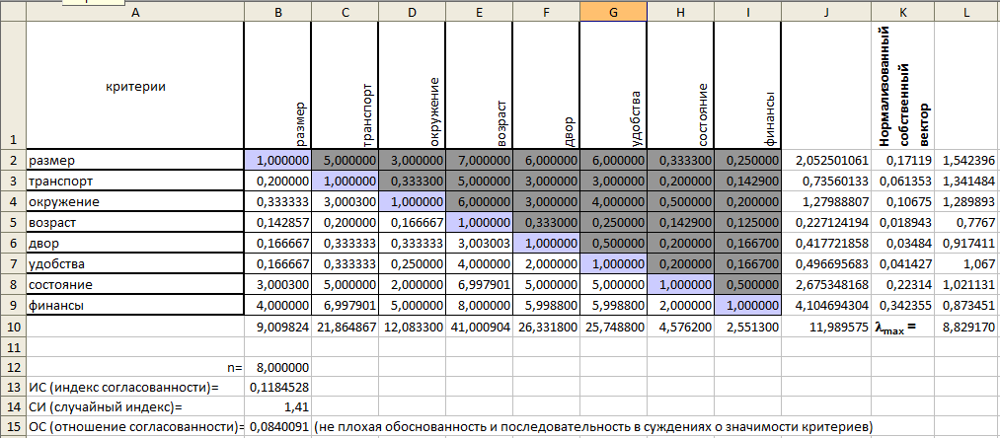 A B C D E F G H I J K L
1 критерии размер транспорт окружение возраст двор удобства состояние финансы Нормализованный собственный вектор
2 размер 1,000000 5,000000 3,000000 7,000000 6,000000 6,000000 0,333300 0,250000 2,052501061 0,17119 1,542396
3 транспорт 0,200000 1,000000 0,333300 5,000000 3,000000 3,000000 0,200000 0,142900 0,73560133 0,061353 1,341484
4 окружение 0,333333 3,000300 1,000000 6,000000 3,000000 4,000000 0,500000 0,200000 1,27988807 0,10675 1,289893
5 возраст 0,142857 0,200000 0,166667 1,000000 0,333000 0,250000 0,142900 0,125000 0,227124194 0,018943 0,7767
6 двор 0,166667 0,333333 0,333333 3,003003 1,000000 0,500000 0,200000 0,166700 0,417721858 0,03484 0,917411
7 удобства 0,166667 0,333333 0,250000 4,000000 2,000000 1,000000 0,200000 0,166700 0,496695683 0,041427 1,067
8 состояние 3,000300 5,000000 2,000000 6,997901 5,000000 5,000000 1,000000 0,500000 2,675348168 0,22314 1,021131
9 финансы 4,000000 6,997901 5,000000 8,000000 5,998800 5,998800 2,000000 1,000000 4,104694304 0,342355 0,873451
10 9,009824 21,864867 12,083300 41,000904 26,331800 25,748800 4,576200 2,551300 11,989575 λmax = 8,829170
11
12 n= 8,000000
13 ИС (индекс согласованности)= 0,1184528
14 СИ (случайный индекс)= 1,41
15 ОС (отношение согласованности)= 0,0840091 (не плохая обоснованность и последовательность в суждениях о значимости критериев)